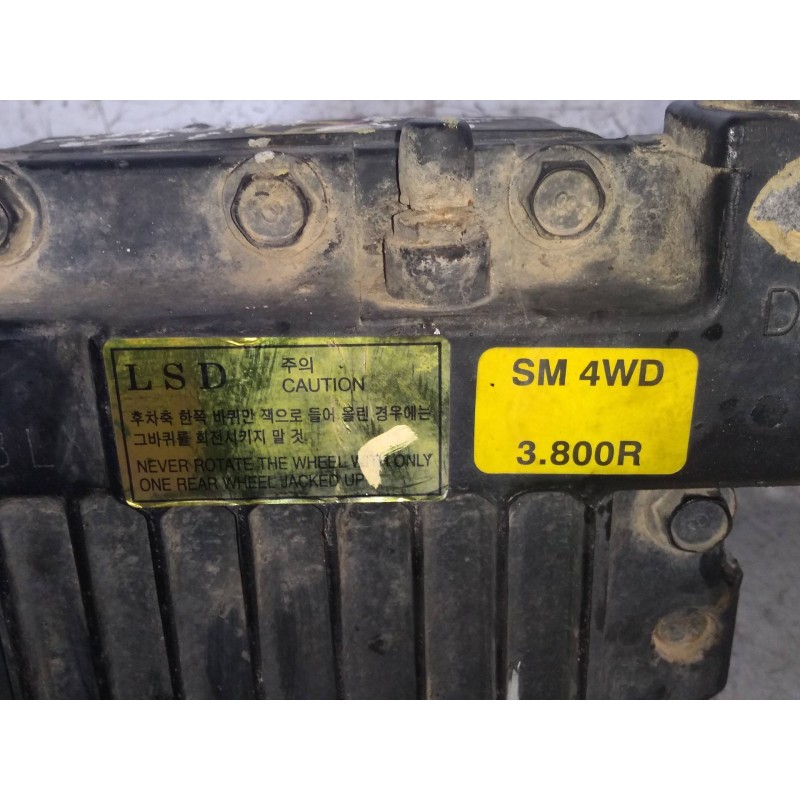 LSD 주의
CAUTION
후차축 한쪽 바퀴만 잭으로 들어 올린 경우에는
그바퀴를 회전시키지 말 것.
NEVER ROTATE THE WHEEL WITH ONLY
ONE REAR WHEEL JACKED UP
SM 4WD
3.800R
D